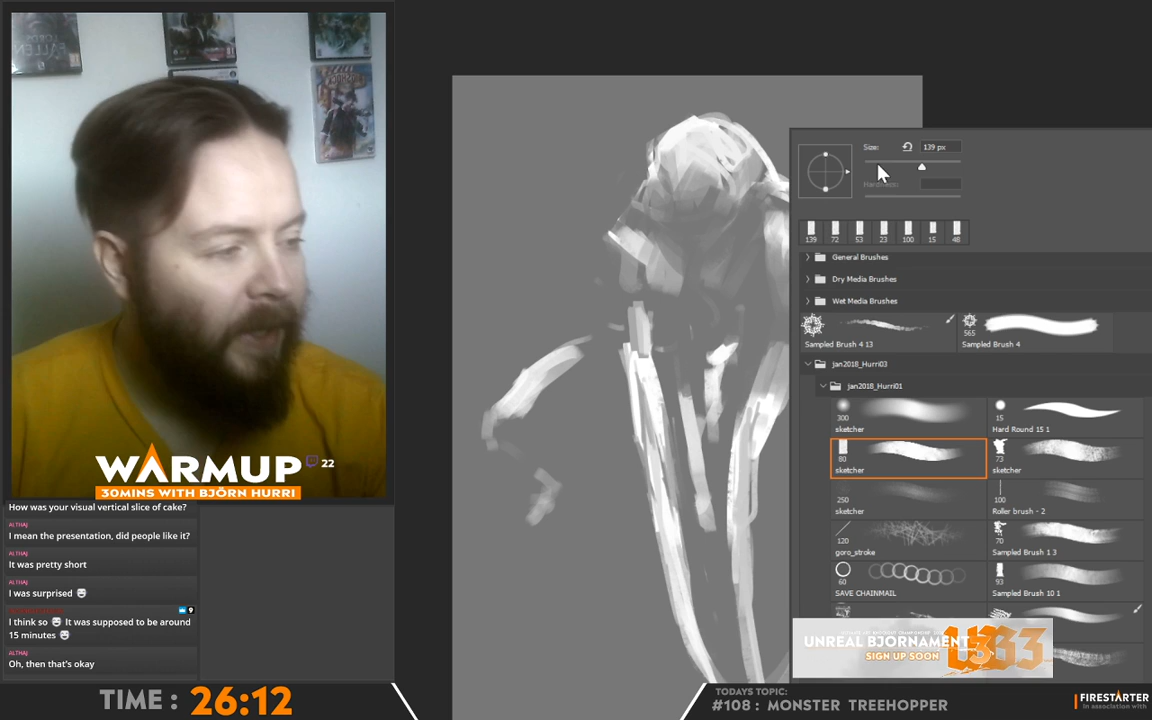 LORDS
FALLEN
WARMUP 22
30MINS WITH BJÖRN HURRI
How was your visual vertical slice of cake?
ALTHAJ
I mean the presentation, did people like it?
ALTHAJ
It was pretty short
ALTHAJ
I was surprised
9
I think so It was supposed to be around
15 minutes
ALTHAJ
Oh, then that's okay
TIME : 26:12
Size: 139 px
Hardness:
139 72 53 23 100 15 48
General Brushes
Dry Media Brushes
Wet Media Brushes
565
Sampled Brush 4 13 Sampled Brush 4
jan2018_Hurri03
jan2018_Hurri01
300 15
sketcher Hard Round 15 1
80 73
sketcher sketcher
250 100
sketcher Roller brush - 2
120 70
goro_stroke Sampled Brush 1 3
60 93
SAVE CHAINMAIL Sampled Brush 10 1
UNREAL BJORNAMENT
SIGN UP SOON
TODAYS TOPIC:
#108 : MONSTER TREEHOPPER
FIRESTARTER
In association with